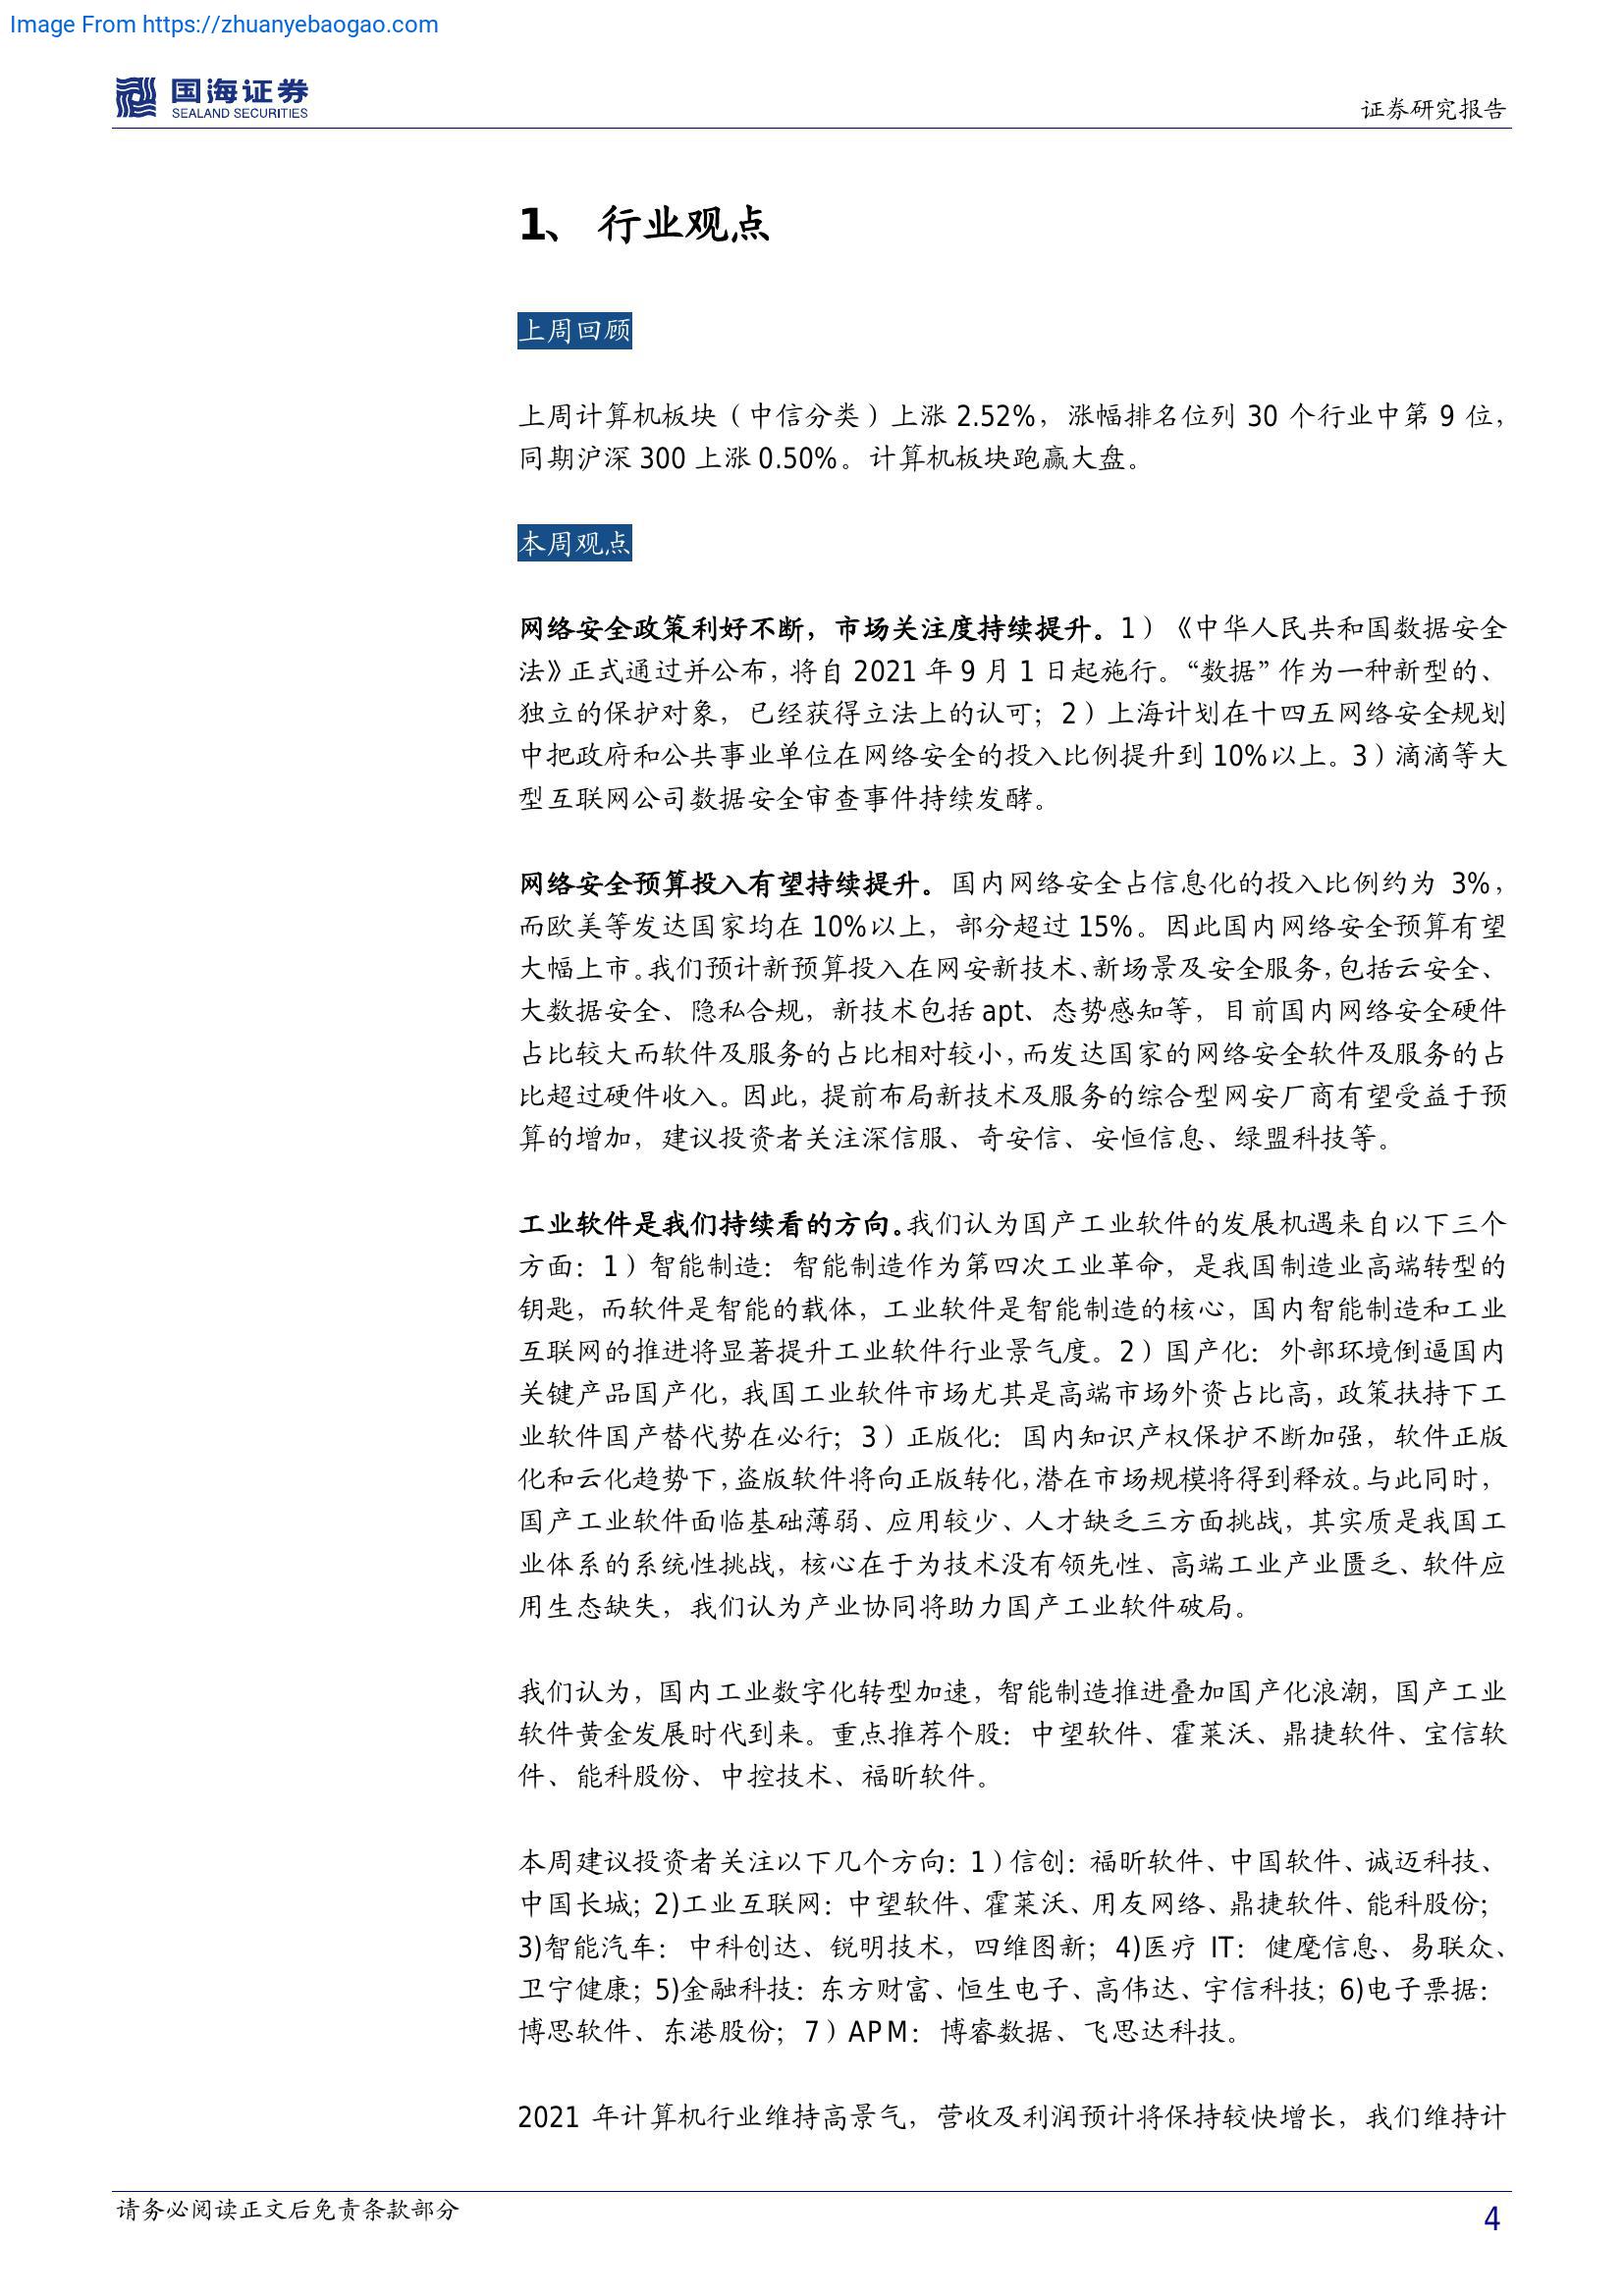 Image From https://zhuanyebaogao.com
国海证券
SEALAND SECURITIES
证券研究报告
1、 行业观点
上周回顾
上周计算机板块（中信分类）上涨 2.52%，涨幅排名位列 30 个行业中第 9 位，
同期沪深 300 上涨 0.50%。计算机板块跑赢大盘。
本周观点
网络安全政策利好不断，市场关注度持续提升。1）《中华人民共和国数据安全
法》正式通过并公布，将自 2021 年 9 月 1 日起施行。“数据”作为一种新型的、
独立的保护对象，已经获得立法上的认可；2）上海计划在十四五网络安全规划
中把政府和公共事业单位在网络安全的投入比例提升到 10%以上。3）滴滴等大
型互联网公司数据安全审查事件持续发酵。
网络安全预算投入有望持续提升。国内网络安全占信息化的投入比例约为 3%，
而欧美等发达国家均在 10%以上，部分超过 15%。因此国内网络安全预算有望
大幅上市。我们预计新预算投入在网安新技术、新场景及安全服务，包括云安全、
大数据安全、隐私合规，新技术包括 apt、态势感知等，目前国内网络安全硬件
占比较大而软件及服务的占比相对较小，而发达国家的网络安全软件及服务的占
比超过硬件收入。因此，提前布局新技术及服务的综合型网安厂商有望受益于预
算的增加，建议投资者关注深信服、奇安信、安恒信息、绿盟科技等。
工业软件是我们持续看的方向。我们认为国产工业软件的发展机遇来自以下三个
方面：1）智能制造：智能制造作为第四次工业革命，是我国制造业高端转型的
钥匙，而软件是智能的载体，工业软件是智能制造的核心，国内智能制造和工业
互联网的推进将显著提升工业软件行业景气度。2）国产化：外部环境倒逼国内
关键产品国产化，我国工业软件市场尤其是高端市场外资占比高，政策扶持下工
业软件国产替代势在必行；3）正版化：国内知识产权保护不断加强，软件正版
化和云化趋势下，盗版软件将向正版转化，潜在市场规模将得到释放。与此同时，
国产工业软件面临基础薄弱、应用较少、人才缺乏三方面挑战，其实质是我国工
业体系的系统性挑战，核心在于为技术没有领先性、高端工业产业匮乏、软件应
用生态缺失，我们认为产业协同将助力国产工业软件破局。
我们认为，国内工业数字化转型加速，智能制造推进叠加国产化浪潮，国产工业
软件黄金发展时代到来。重点推荐个股：中望软件、霍莱沃、鼎捷软件、宝信软
件、能科股份、中控技术、福昕软件。
本周建议投资者关注以下几个方向：1）信创：福昕软件、中国软件、诚迈科技、
中国长城；2)工业互联网：中望软件、霍莱沃、用友网络、鼎捷软件、能科股份；
3)智能汽车：中科创达、锐明技术，四维图新；4)医疗 IT：健麾信息、易联众、
卫宁健康；5)金融科技：东方财富、恒生电子、高伟达、宇信科技；6)电子票据：
博思软件、东港股份；7）APM：博睿数据、飞思达科技。
2021 年计算机行业维持高景气，营收及利润预计将保持较快增长，我们维持计
请务必阅读正文后免责条款部分
4